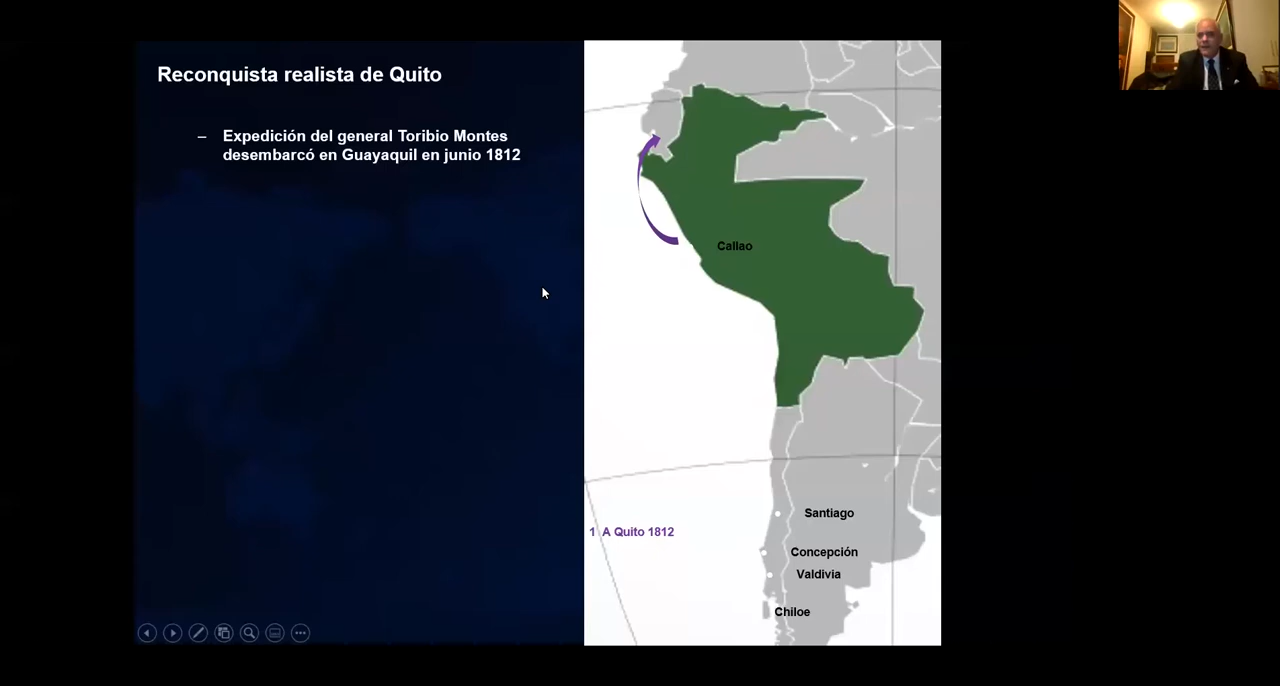 Reconquista realista de Quito
– Expedición del general Toribio Montes
desembarcó en Guayaquil en junio 1812
Callao
Santiago
1 A Quito 1812
Concepción
Valdivia
Chiloe